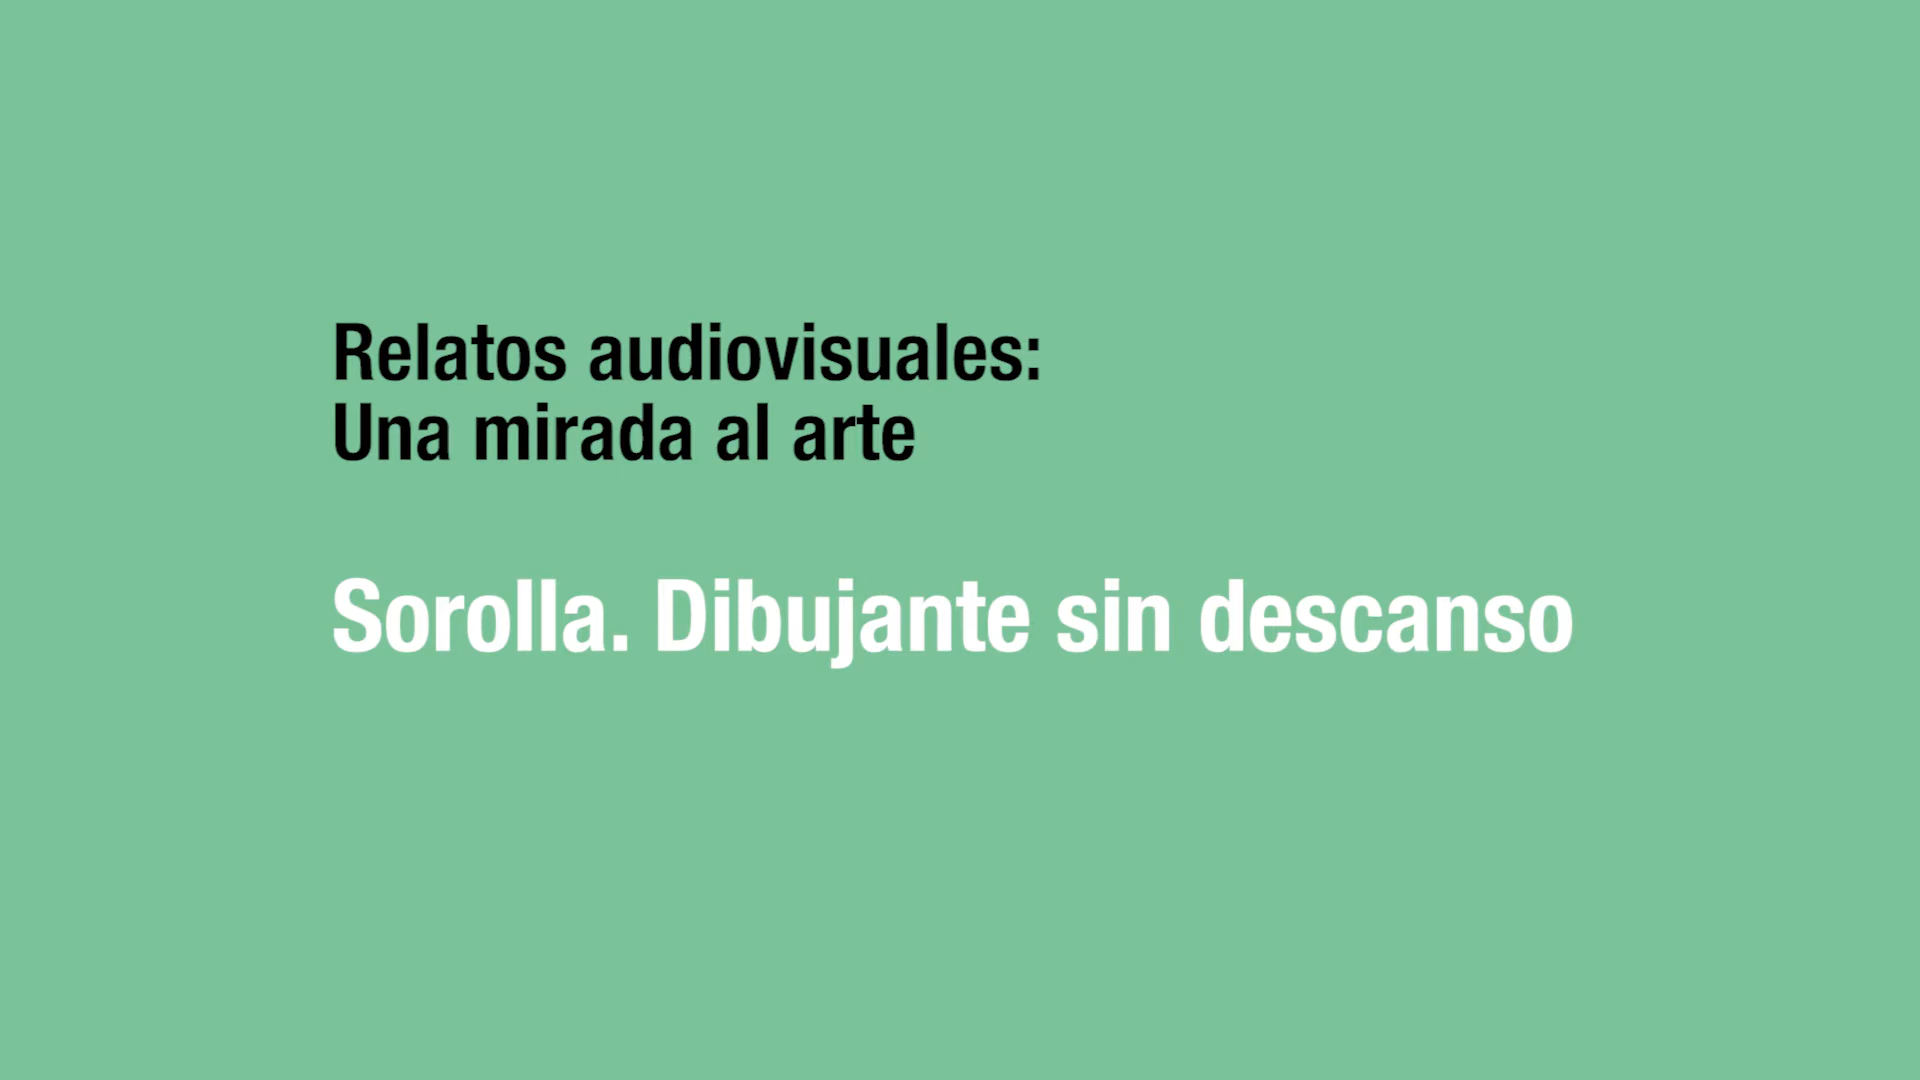 Relatos audiovisuales:
Una mirada al arte
Sorolla. Dibujante sin descanso